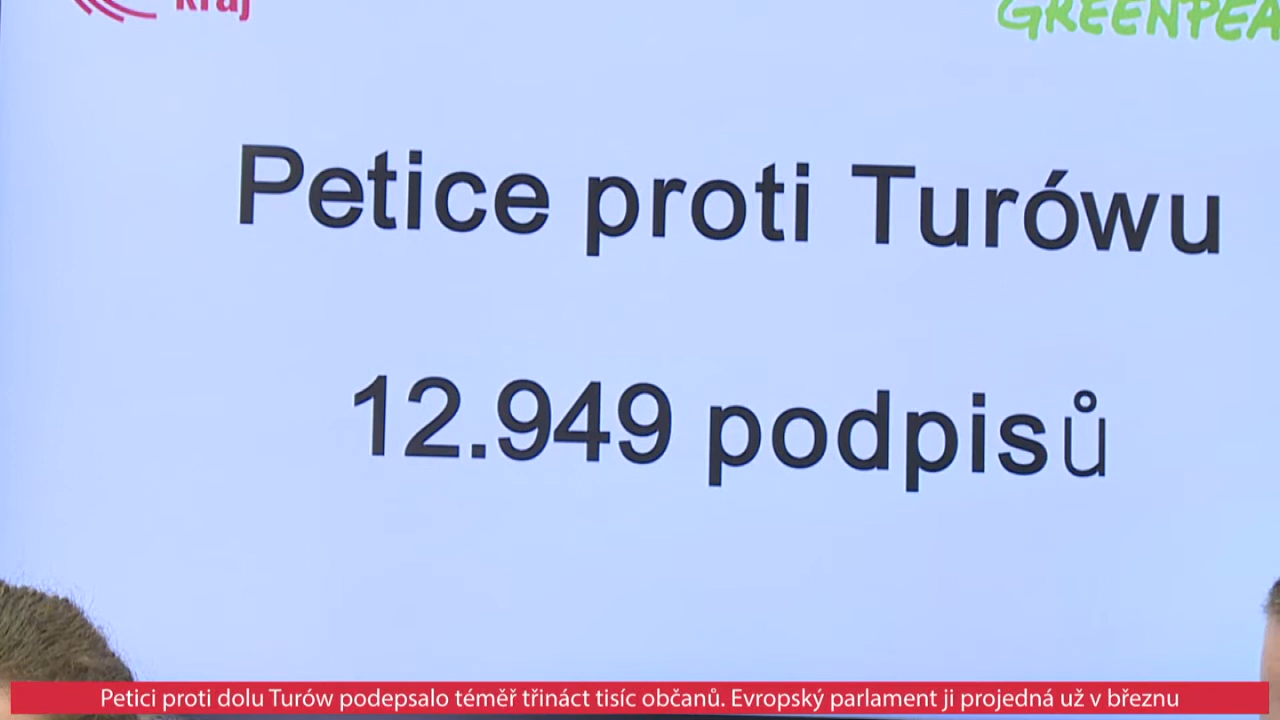 kraj
GREENPEA
Petice proti Turówu
12.949 podpisů
Petici proti dolu Turów podepsalo téměř třináct tisíc občanů. Evropský parlament ji projedná už v březnu